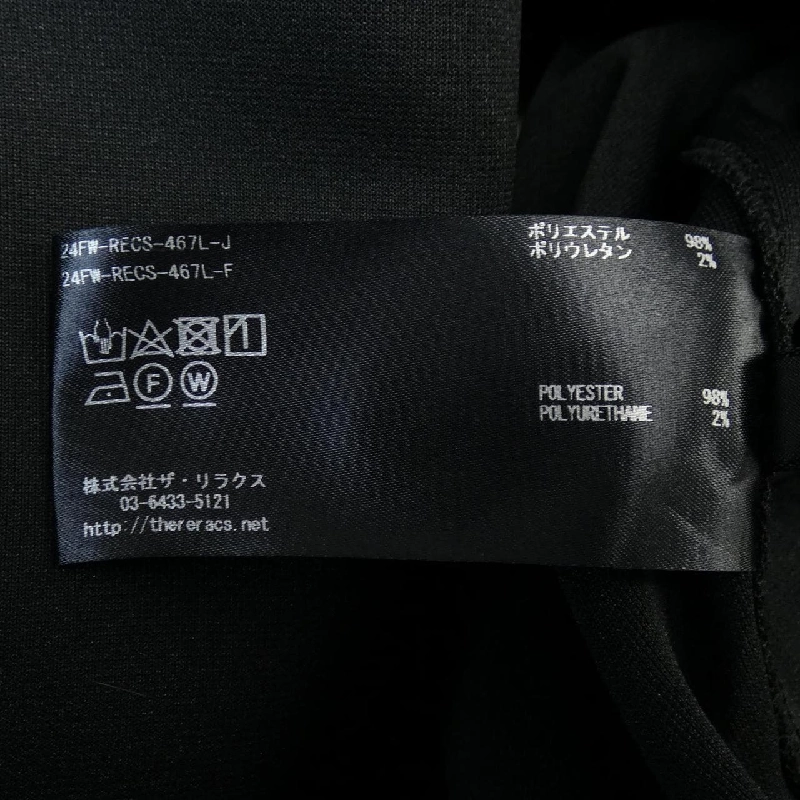 24FW-RECS-467L-J
24FW-RECS-467L-F
ポリエステル 98%
ポリウレタン 2%
F W
POLYESTER 98%
POLYURETHANE 2%
株式会社ザ・リラクス
03-6433-5121
http://thereracs.net